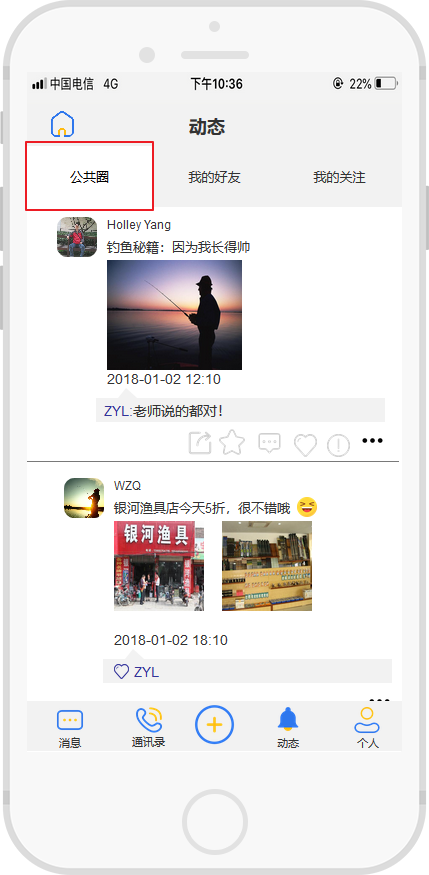 中国电信 4G 下午10:36 22%
动态
公共圈 我的好友 我的关注
Holley Yang
钓鱼秘籍：因为我长得帅
2018-01-02 12:10
ZYL:老师说的都对！
WZQ
银河渔具店今天5折，很不错哦
银河渔具
2018-01-02 18:10
ZYL
消息 通讯录 动态 个人